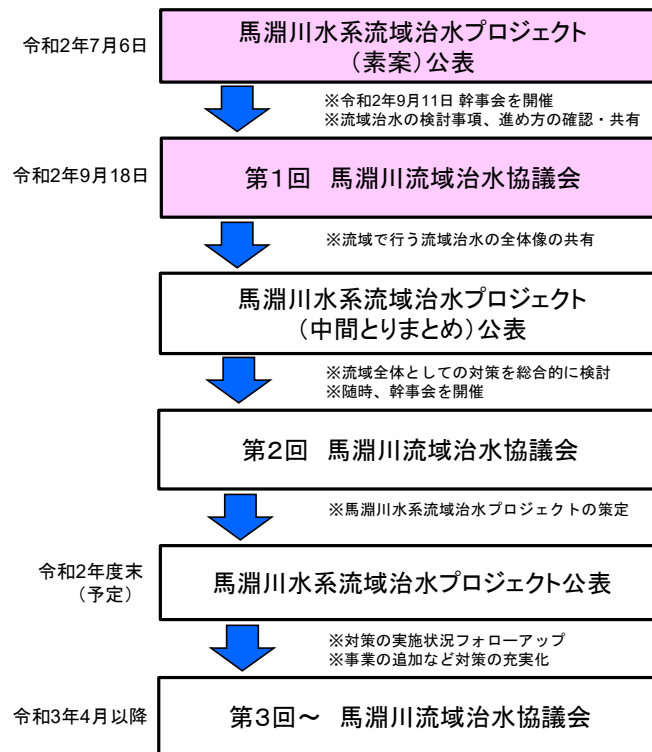 令和2年7月6日
馬淵川水系流域治水プロジェクト
（素案）公表
※令和2年9月11日 幹事会を開催
※流域治水の検討事項、進め方の確認・共有
令和2年9月18日
第１回　馬淵川流域治水協議会
※流域で行う流域治水の全体像の共有
馬淵川水系流域治水プロジェクト
（中間とりまとめ）公表
※流域全体としての対策を総合的に検討
※随時、幹事会を開催
第２回　馬淵川流域治水協議会
※馬淵川水系流域治水プロジェクトの策定
令和2年度末
（予定）
馬淵川水系流域治水プロジェクト公表
※対策の実施状況フォローアップ
※事業の追加など対策の充実化
令和3年4月以降
第３回～　馬淵川流域治水協議会